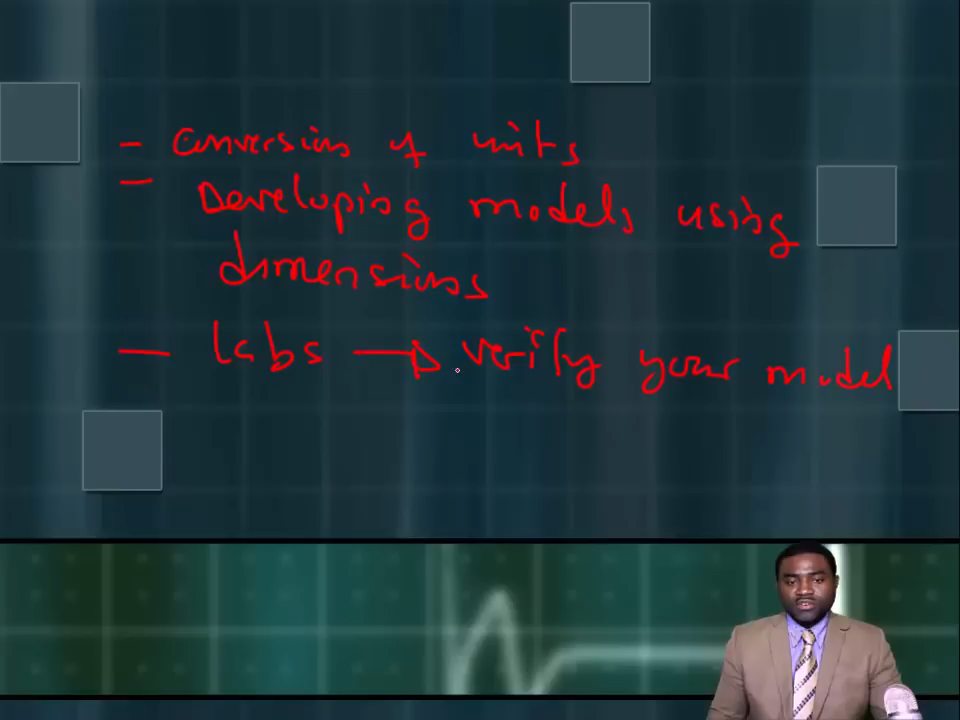 - Conversion of units
- Developing models using
dimensions
- labs → verify your model